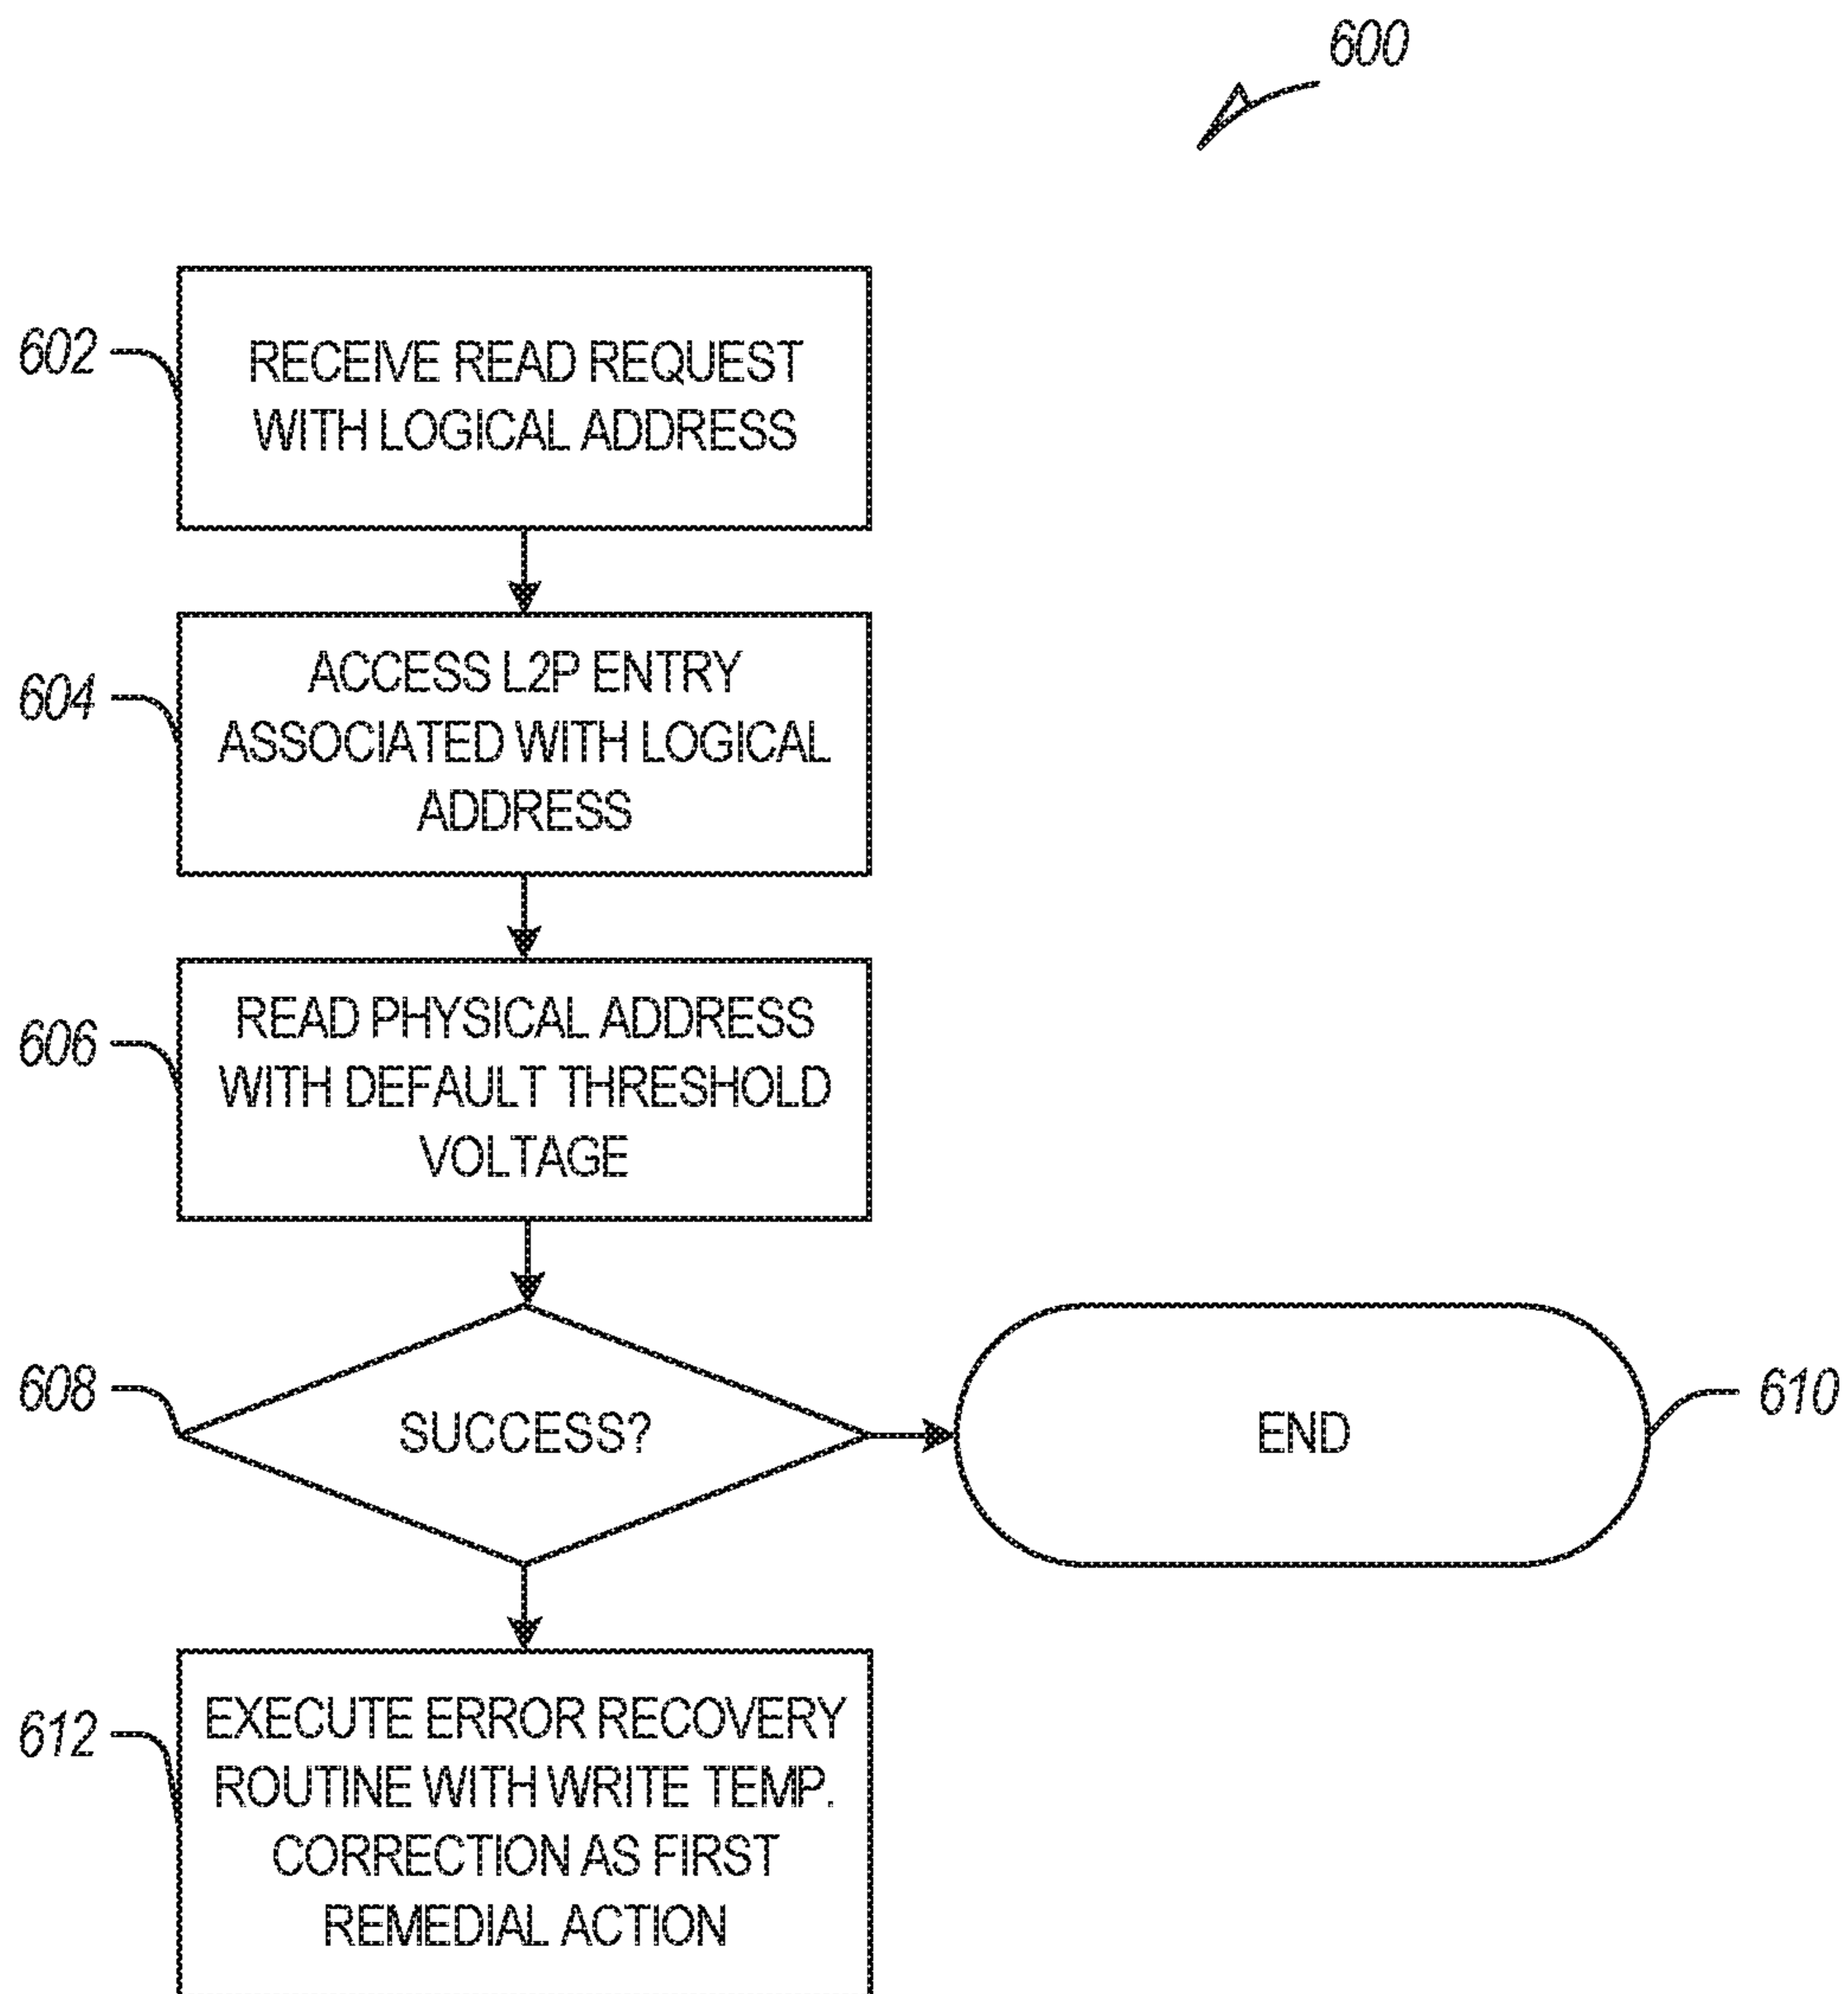 600
602
RECEIVE READ REQUEST
WITH LOGICAL ADDRESS
604
ACCESS L2P ENTRY
ASSOCIATED WITH LOGICAL
ADDRESS
606
READ PHYSICAL ADDRESS
WITH DEFAULT THRESHOLD
VOLTAGE
608
SUCCESS?
END
610
612
EXECUTE ERROR RECOVERY
ROUTINE WITH WRITE TEMP.
CORRECTION AS FIRST
REMEDIAL ACTION